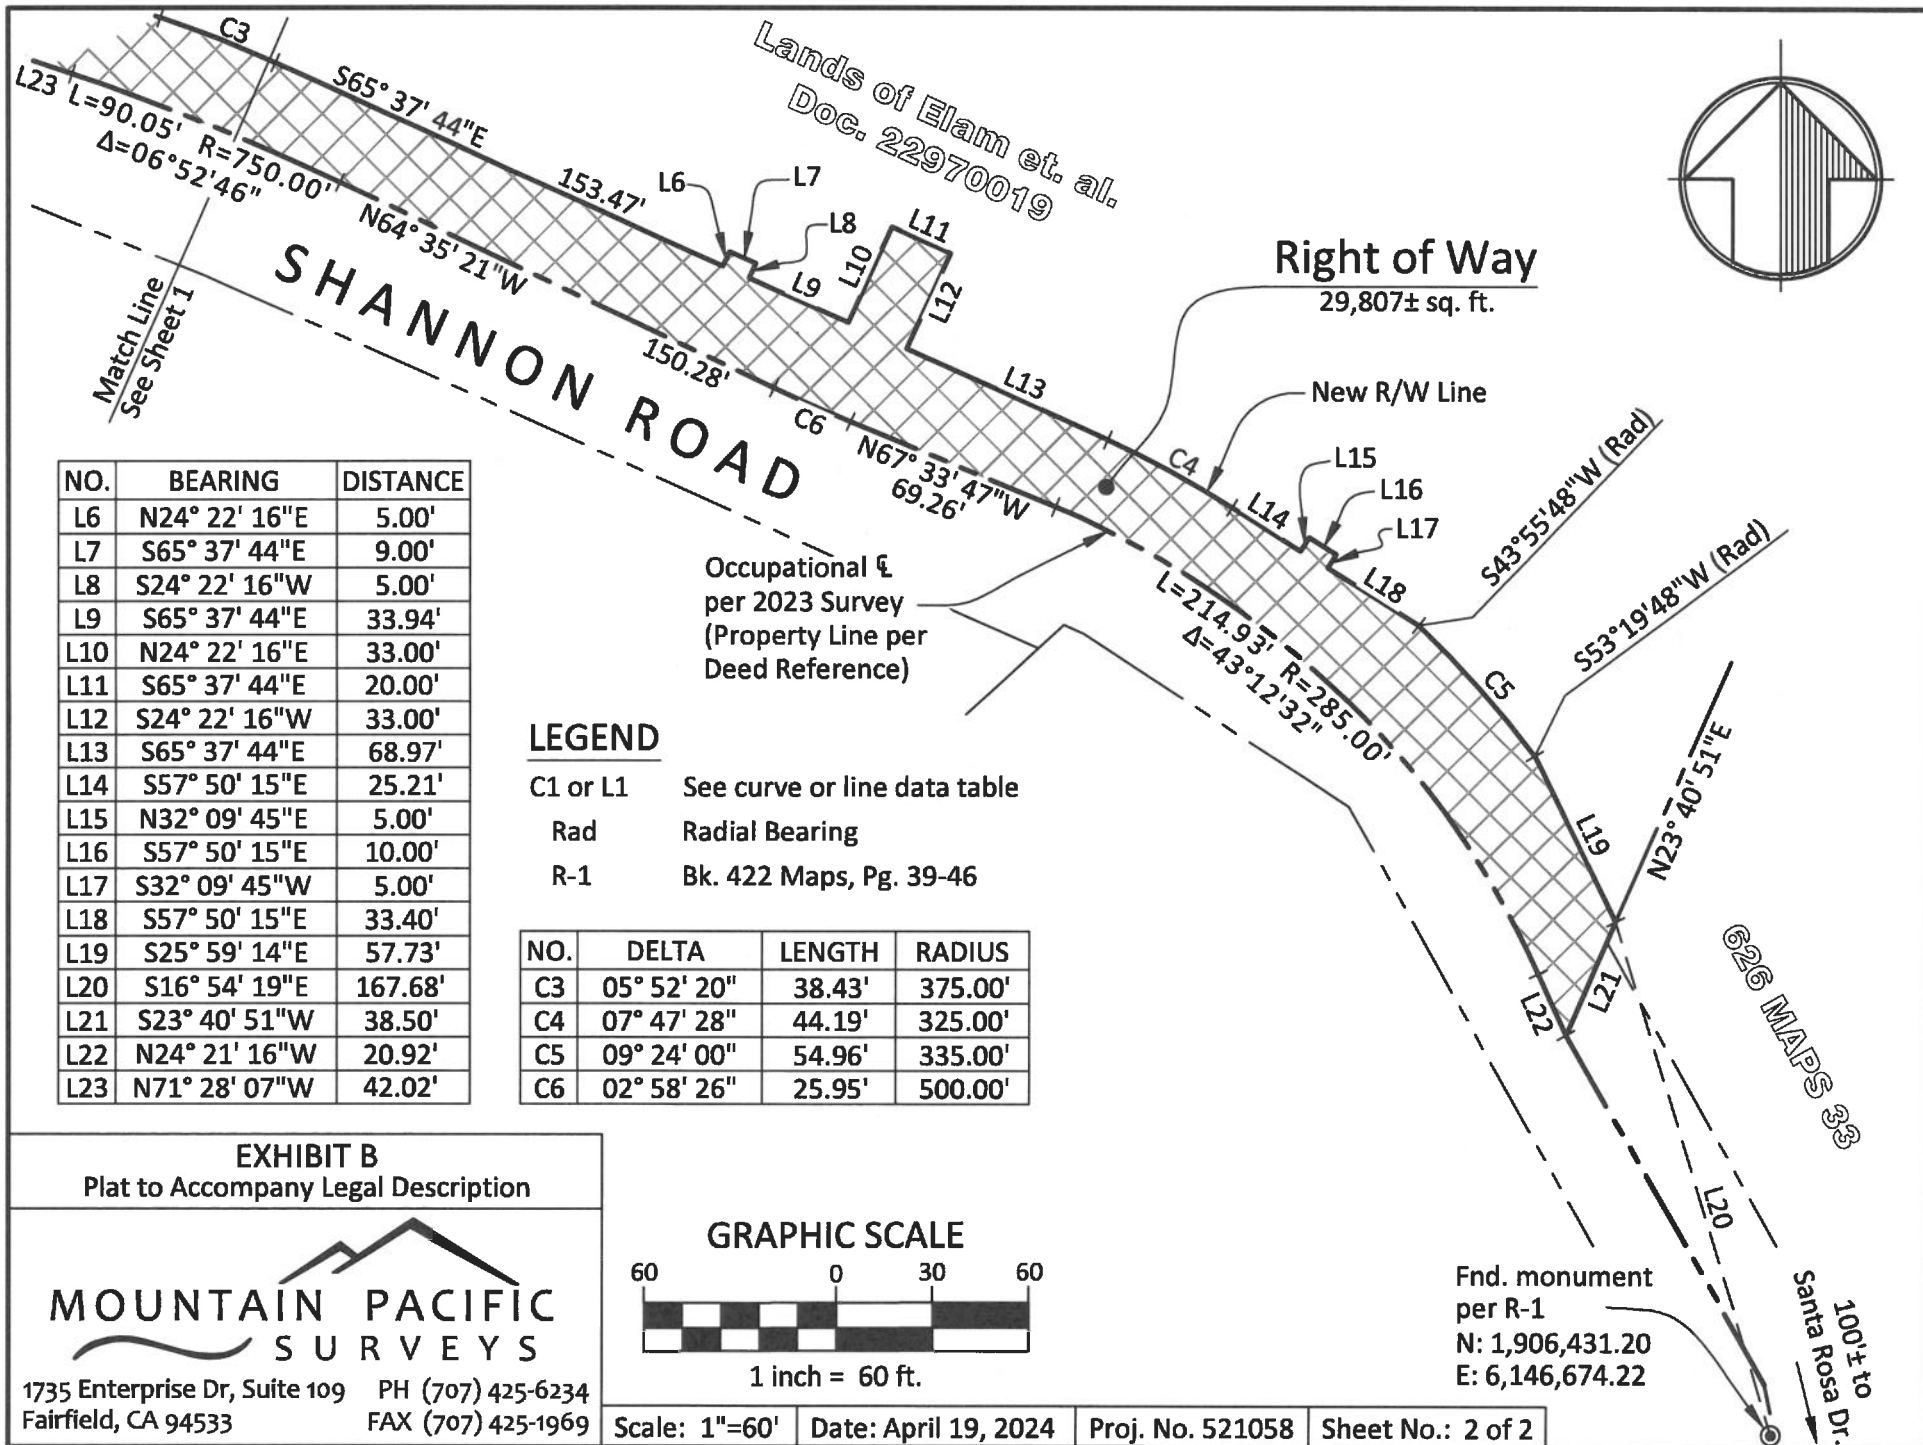 C3
L23
L=90.05' R=750.00'
Δ=06°52'46"
S65° 37' 44"E
153.47'
N64° 35' 21"W
150.28'
Match Line
See Sheet 1
SHANNON ROAD
Lands of Elam et. al.
Doc. 22970019
L6
L7
L8
L9
L10
L11
L12
L13
Right of Way
29,807± sq. ft.
New R/W Line
C6
N67° 33' 47"W
69.26'
C4
L14
L15
L16
L17
L18
S43°55'48"W (Rad)
S53°19'48"W (Rad)
C5
L=214.93' R=285.00'
Δ=43°12'32"
L19
N23° 40' 51"E
L21
L22
L20
626 MAPS 33
Occupational ℄
per 2023 Survey
(Property Line per
Deed Reference)
NO. BEARING DISTANCE
L6 N24° 22' 16"E 5.00'
L7 S65° 37' 44"E 9.00'
L8 S24° 22' 16"W 5.00'
L9 S65° 37' 44"E 33.94'
L10 N24° 22' 16"E 33.00'
L11 S65° 37' 44"E 20.00'
L12 S24° 22' 16"W 33.00'
L13 S65° 37' 44"E 68.97'
L14 S57° 50' 15"E 25.21'
L15 N32° 09' 45"E 5.00'
L16 S57° 50' 15"E 10.00'
L17 S32° 09' 45"W 5.00'
L18 S57° 50' 15"E 33.40'
L19 S25° 59' 14"E 57.73'
L20 S16° 54' 19"E 167.68'
L21 S23° 40' 51"W 38.50'
L22 N24° 21' 16"W 20.92'
L23 N71° 28' 07"W 42.02'
LEGEND
C1 or L1 See curve or line data table
Rad Radial Bearing
R-1 Bk. 422 Maps, Pg. 39-46
NO. DELTA LENGTH RADIUS
C3 05° 52' 20" 38.43' 375.00'
C4 07° 47' 28" 44.19' 325.00'
C5 09° 24' 00" 54.96' 335.00'
C6 02° 58' 26" 25.95' 500.00'
EXHIBIT B
Plat to Accompany Legal Description
MOUNTAIN PACIFIC
SURVEYS
1735 Enterprise Dr, Suite 109 PH (707) 425-6234
Fairfield, CA 94533 FAX (707) 425-1969
GRAPHIC SCALE
60 0 30 60
1 inch = 60 ft.
Fnd. monument
per R-1
N: 1,906,431.20
E: 6,146,674.22
100'± to
Santa Rosa Dr.
Scale: 1"=60' Date: April 19, 2024 Proj. No. 521058 Sheet No.: 2 of 2